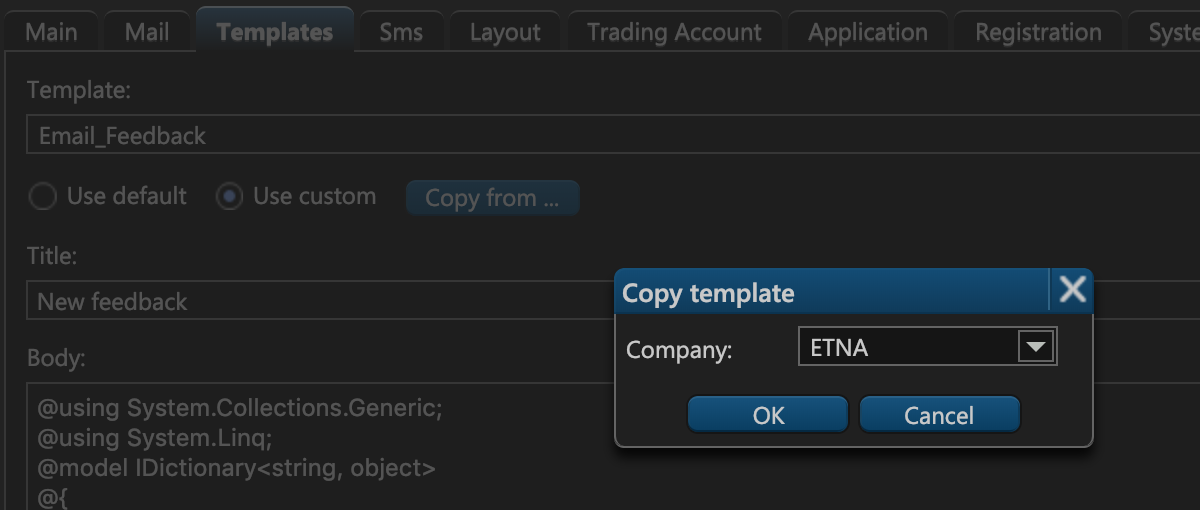 Main Mail Templates Sms Layout Trading Account Application Registration Syste
Template:
Email_Feedback
Use default Use custom Copy from ...
Title:
New feedback
Body:
@using System.Collections.Generic;
@using System.Linq;
@model IDictionary<string, object>
@{
Copy template
Company: ETNA
OK Cancel